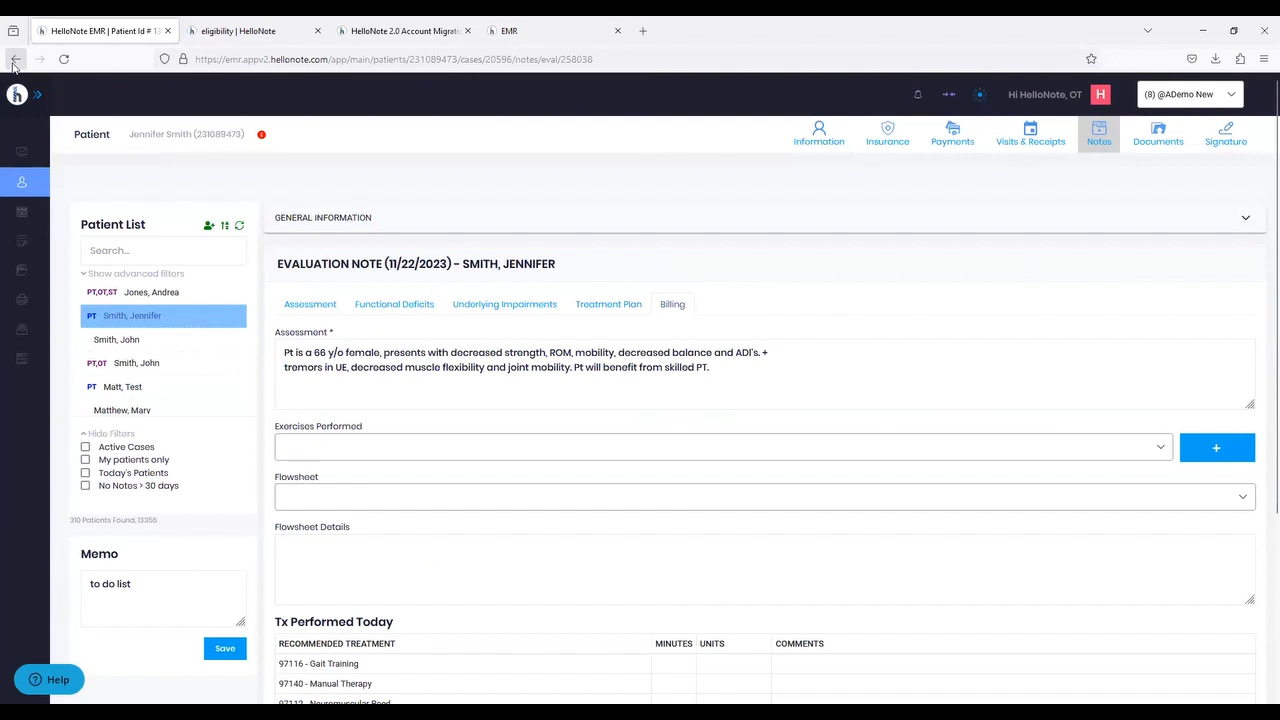 HelloNote EMR | Patient Id # 13
eligibility | HelloNote
HelloNote 2.0 Account Migrati
EMR
https://emr.appv2.hellonote.com/app/main/patients/231089473/cases/20596/notes/eval/258038
Hi HelloNote, OT
H
(8) @ADemo New
Patient
Jennifer Smith (231089473)
Information
Insurance
Payments
Visits & Receipts
Notes
Documents
Signature
Patient List
Search...
Show advanced filters
PT,OT,ST Jones, Andrea
PT Smith, Jennifer
Smith, John
PT,OT Smith, John
PT Matt, Test
Matthew, Mary
Hide Filters
Active Cases
My patients only
Today's Patients
No Notes > 30 days
310 Patients Found, 13356
Memo
to do list
Save
Help
GENERAL INFORMATION
EVALUATION NOTE (11/22/2023) - SMITH, JENNIFER
Assessment
Functional Deficits
Underlying Impairments
Treatment Plan
Billing
Assessment *
Pt is a 66 y/o female, presents with decreased strength, ROM, mobility, decreased balance and ADI's. +
tremors in UE, decreased muscle flexibility and joint mobility. Pt will benefit from skilled PT.
Exercises Performed
+
Flowsheet
Flowsheet Details
Tx Performed Today
RECOMMENDED TREATMENT MINUTES UNITS COMMENTS
97116 - Gait Training
97140 - Manual Therapy
97112 - Neuromuscular Reed